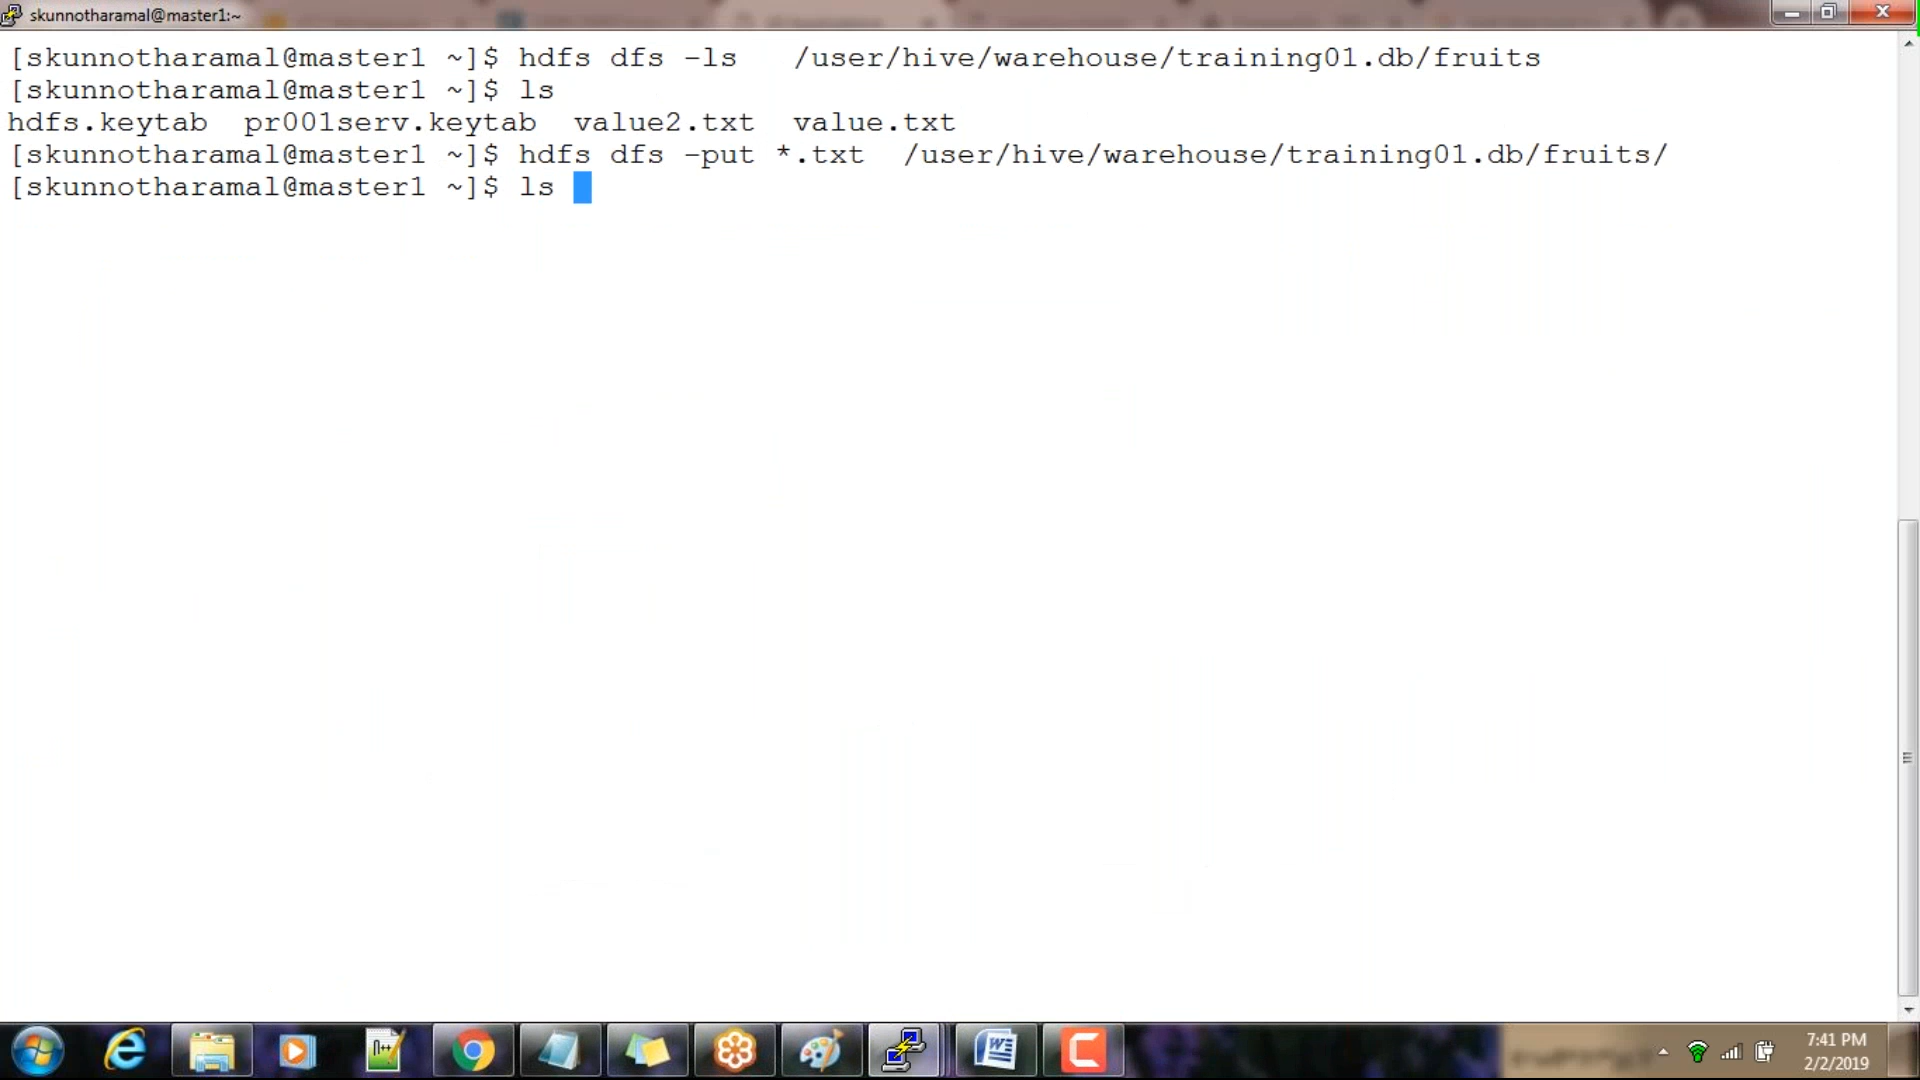 skunnotharamal@master1:~
[skunnotharamal@master1 ~]$ hdfs dfs -ls   /user/hive/warehouse/training01.db/fruits
[skunnotharamal@master1 ~]$ ls
hdfs.keytab  pr001serv.keytab  value2.txt  value.txt
[skunnotharamal@master1 ~]$ hdfs dfs -put *.txt  /user/hive/warehouse/training01.db/fruits/
[skunnotharamal@master1 ~]$ ls
7:41 PM
2/2/2019